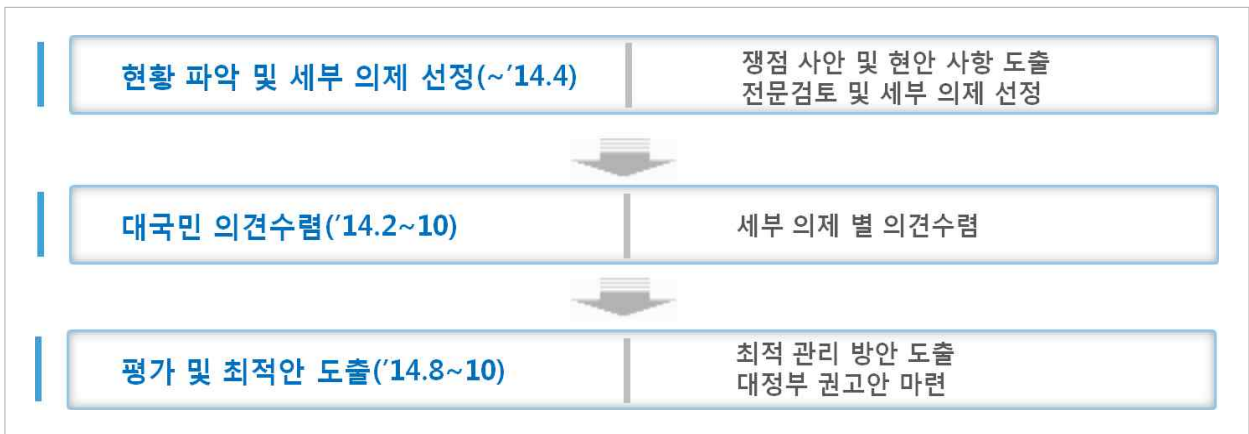 현황 파악 및 세부 의제 선정(~'14.4)
쟁점 사안 및 현안 사항 도출
전문검토 및 세부 의제 선정
대국민 의견수렴('14.2~10)
세부 의제 별 의견수렴
평가 및 최적안 도출('14.8~10)
최적 관리 방안 도출
대정부 권고안 마련